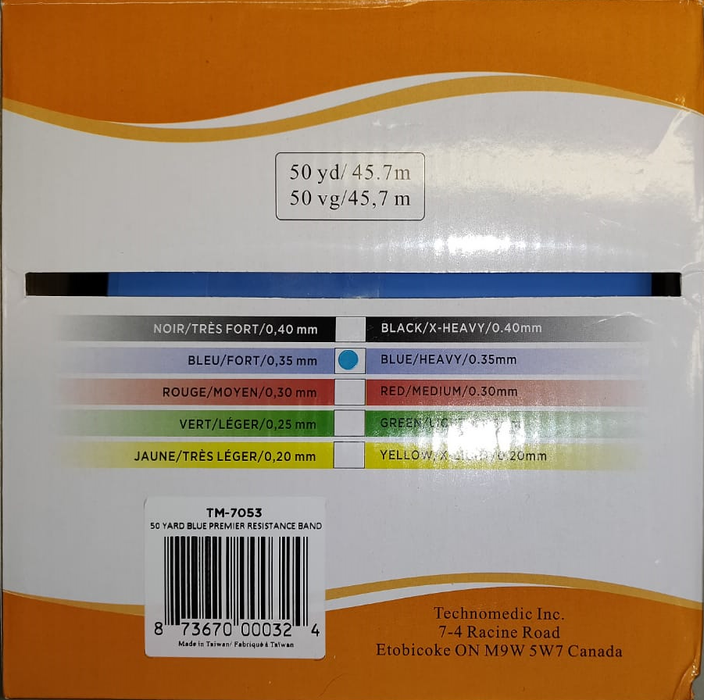 50 yd/ 45.7m
50 vg/45,7 m
NOIR/TRÈS FORT/0,40 mm BLACK/X-HEAVY/0.40mm
BLEU/FORT/0,35 mm BLUE/HEAVY/0.35mm
ROUGE/MOYEN/0,30 mm RED/MEDIUM/0.30mm
VERT/LÉGER/0,25 mm
JAUNE/TRÈS LÉGER/0,20 mm
TM-7053
50 YARD BLUE PREMIER RESISTANCE BAND
8 73670 00032 4
Made in Taiwan/ Fabriqué à Taiwan
Technomedic Inc.
7-4 Racine Road
Etobicoke ON M9W 5W7 Canada